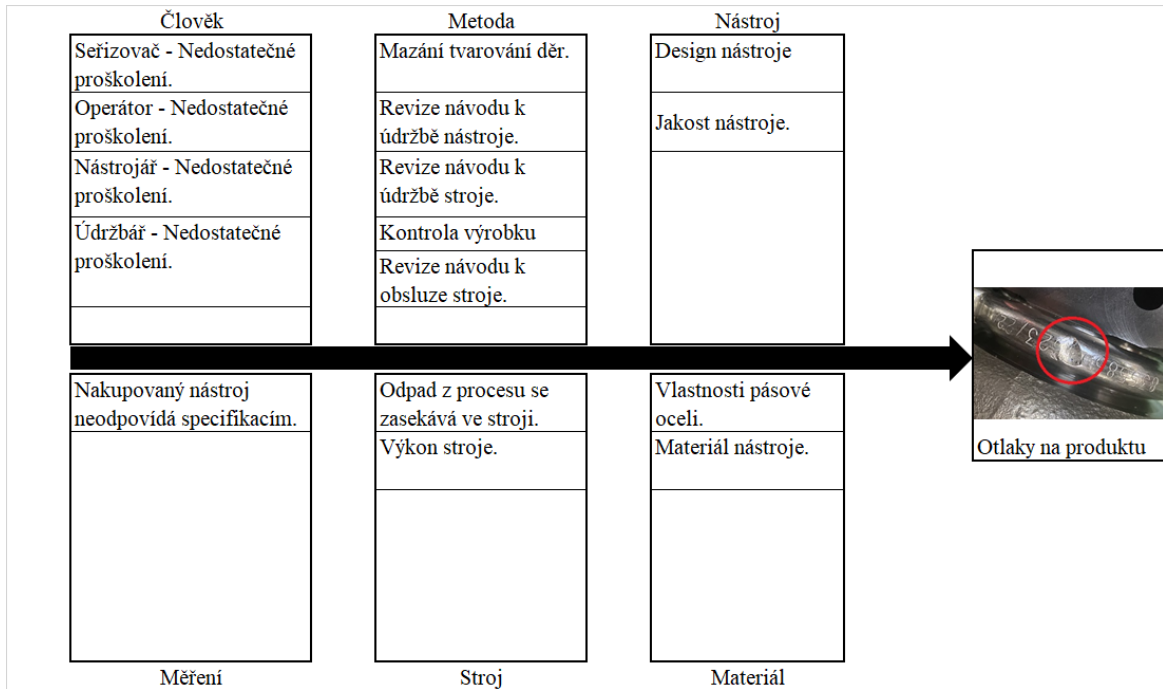 Člověk
Seřizovač - Nedostatečné
proškolení.
Operátor - Nedostatečné
proškolení.
Nástrojář - Nedostatečné
proškolení.
Údržbář - Nedostatečné
proškolení.
Metoda
Mazání tvarování děr.
Revize návodu k
údržbě nástroje.
Revize návodu k
údržbě stroje.
Kontrola výrobku
Revize návodu k
obsluze stroje.
Nástroj
Design nástroje
Jakost nástroje.
Nakupovaný nástroj
neodpovídá specifikacím.
Měření
Odpad z procesu se
zasekává ve stroji.
Výkon stroje.
Stroj
Vlastnosti pásové
oceli.
Materiál nástroje.
Materiál
Otlaky na produktu